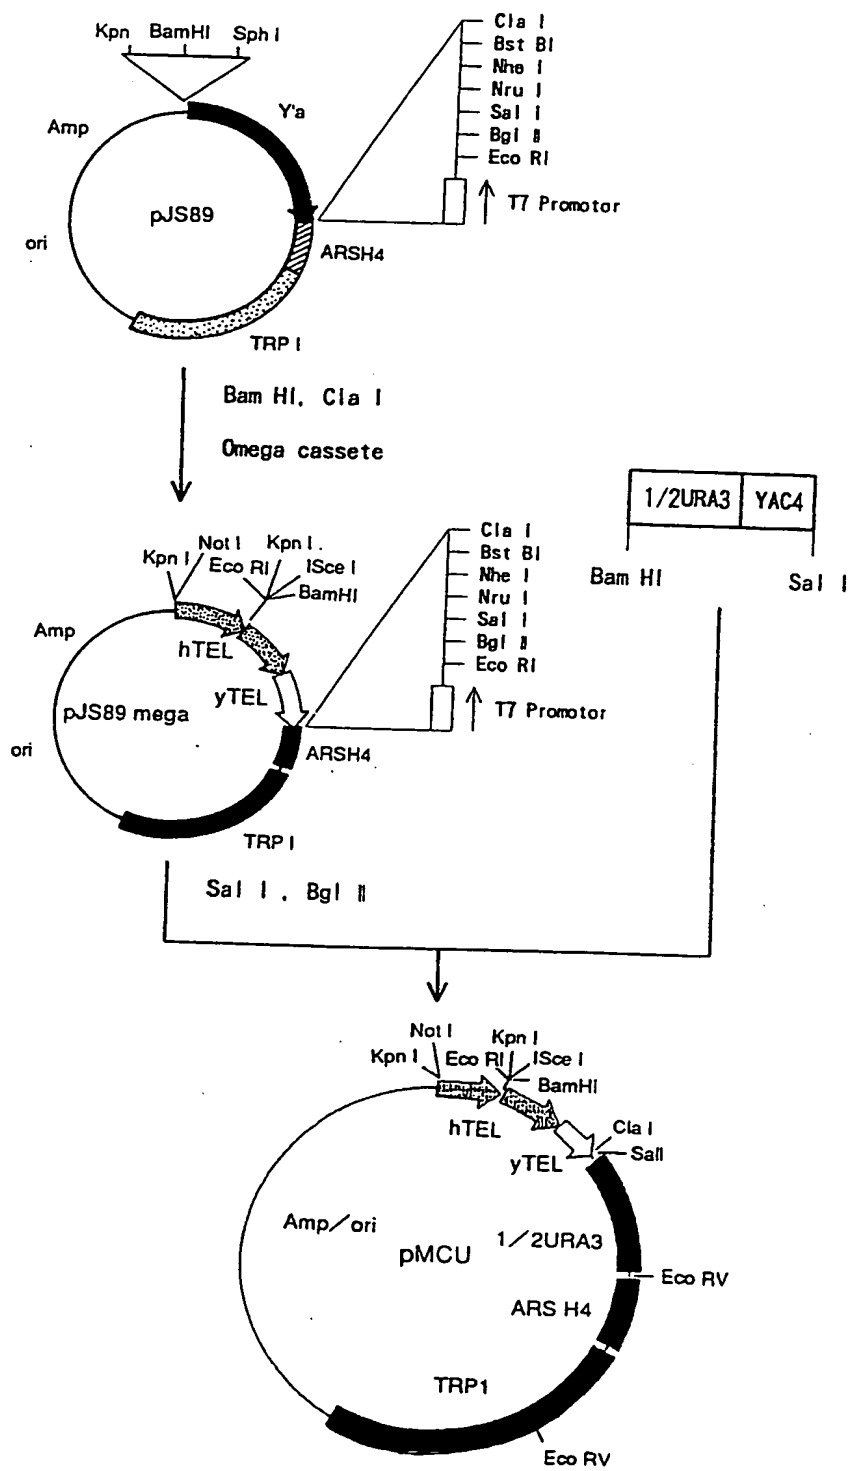 Kpn BamHI Sph I
Cla I
Bst BI
Nhe I
Nru I
Sal I
Bgl II
Eco RI
Y'a
Amp
pJS89
T7 Promotor
ori
ARSH4
TRP I
Bam HI, Cla I
Omega cassete
1/2URA3 YAC4
Bam HI Sal I
Kpn I Not I Eco RI Kpn I. ISce I BamHI
Cla I
Bst BI
Nhe I
Nru I
Sal I
Bgl II
Eco RI
Amp
hTEL
yTEL
pJS89 mega
T7 Promotor
ori
ARSH4
TRP I
Sal I , Bgl II
Kpn I Not I Eco RI Kpn I ISce I BamHI
hTEL
yTEL
Cla I
SalI
Amp/ori
pMCU
1/2URA3
Eco RV
ARS H4
TRP1
Eco RV